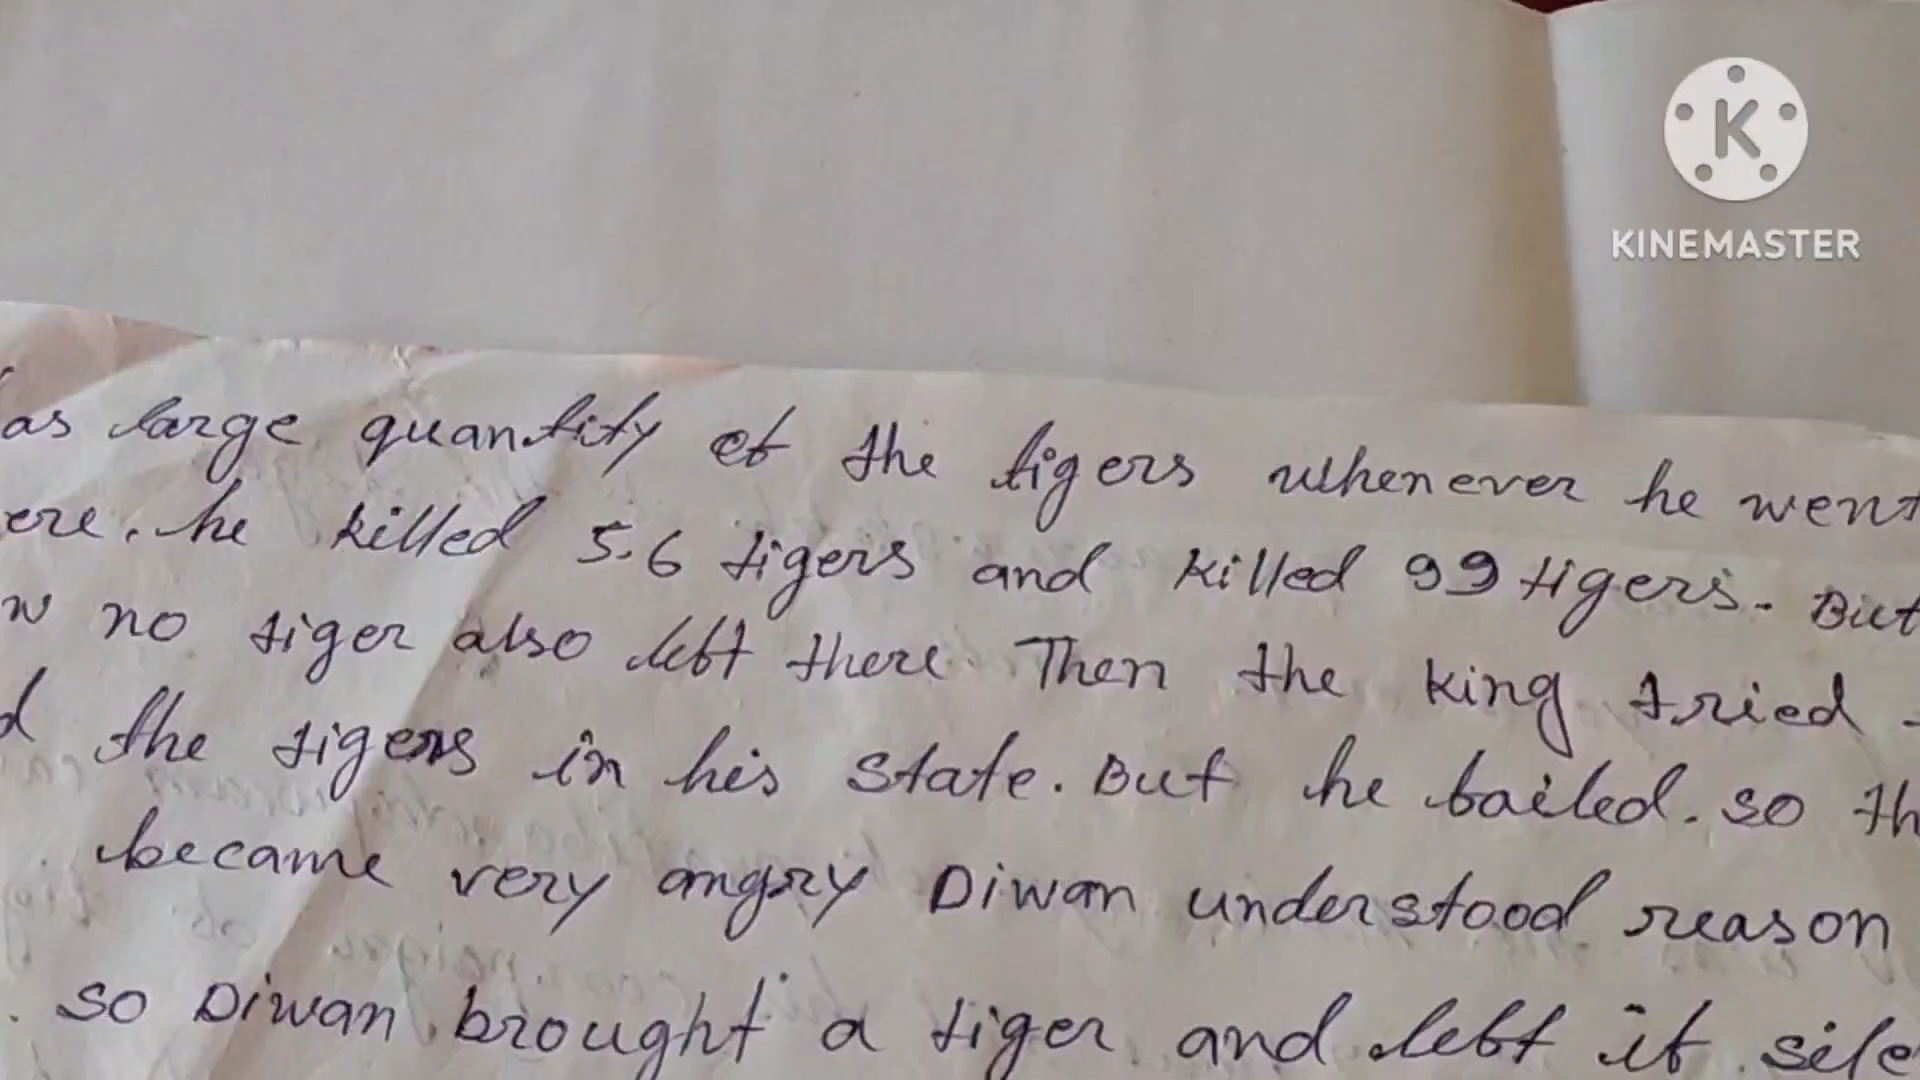 KINEMASTER
as large quantity of the tigers whenever he went
ere. he killed 5.6 tigers and killed 99 tigers. But
w no tiger also left there Then the king tried
d the tigers in his state. But he failed. so th
became very angry Diwan understood reason
. so Diwan brought a tiger and left it sile